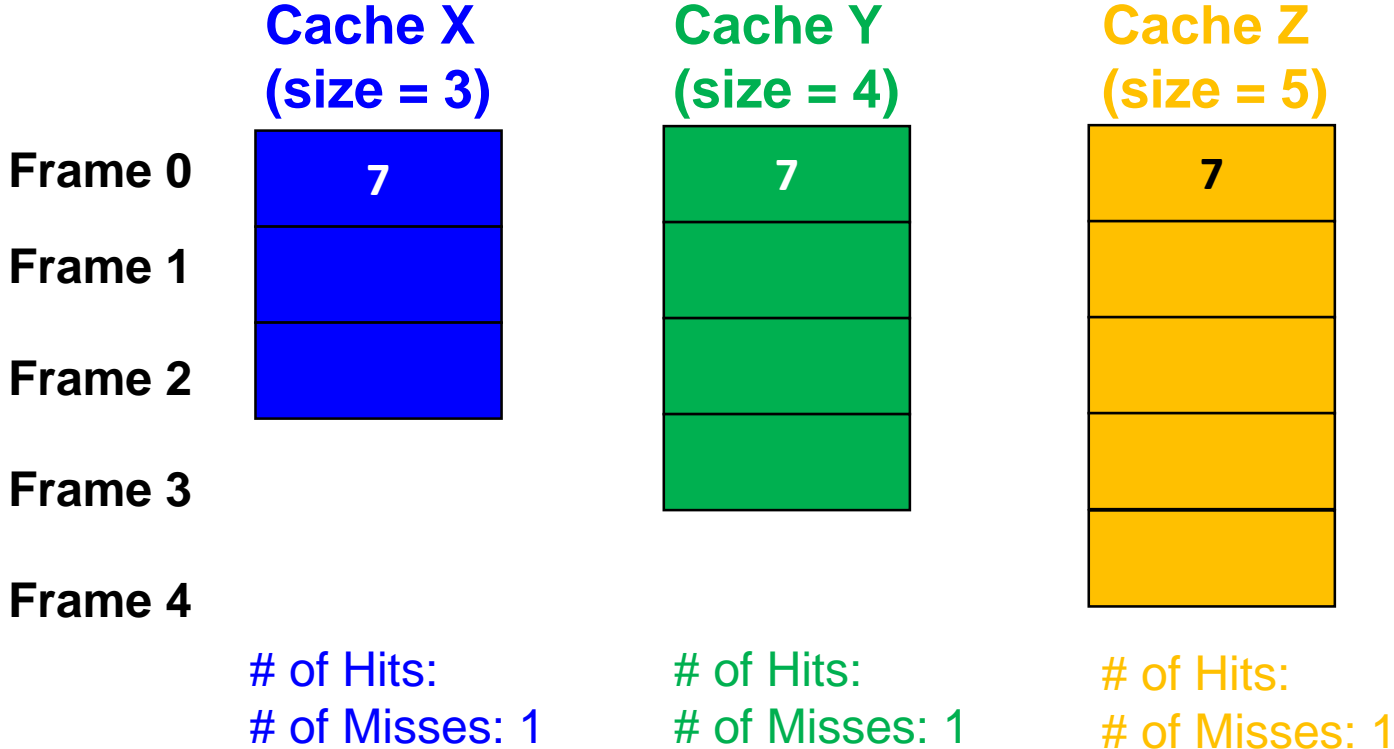 Cache X
(size = 3)
Cache Y
(size = 4)
Cache Z
(size = 5)
Frame 0
7
7
7
Frame 1
Frame 2
Frame 3
Frame 4
# of Hits:
# of Misses: 1
# of Hits:
# of Misses: 1
# of Hits:
# of Misses: 1